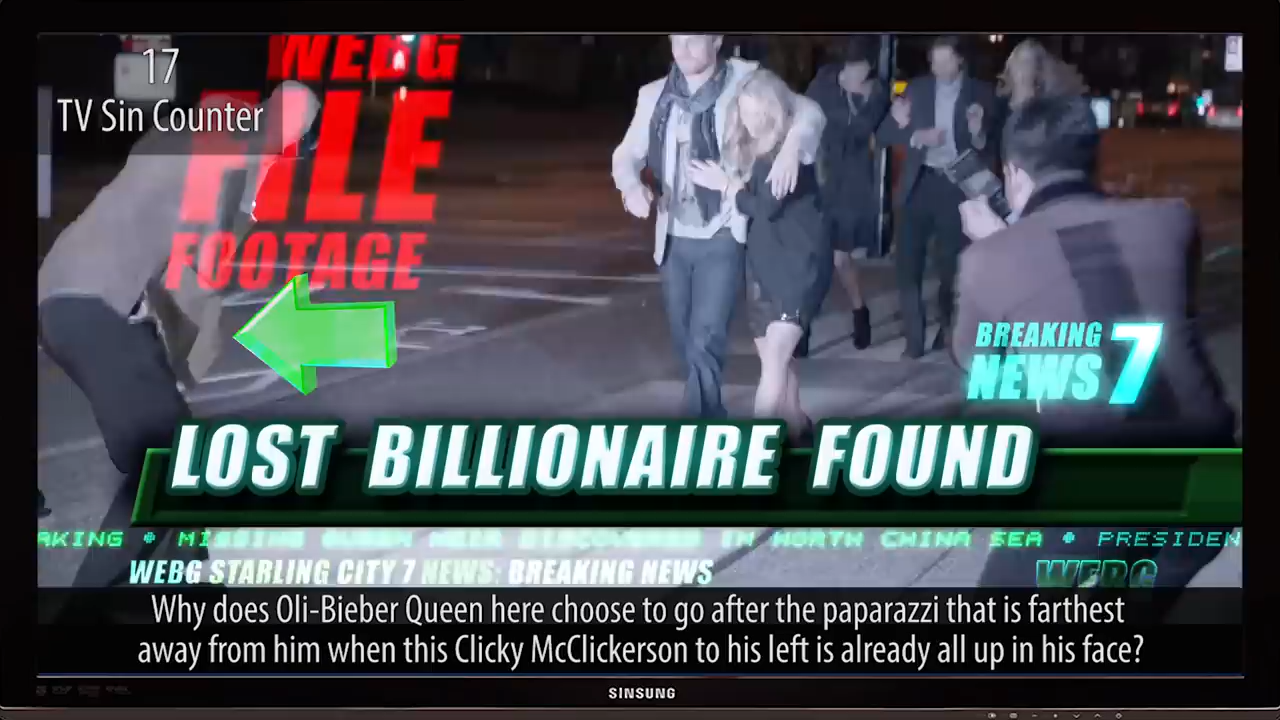 17
TV Sin Counter
WEBG
FILE
FOOTAGE
BREAKING
NEWS 7
LOST BILLIONAIRE FOUND
AKING * MISSING QUEEN HEIR DISCOVERED IN NORTH CHINA SEA * PRESIDEN
WEBG STARLING CITY 7 NEWS: BREAKING NEWS
WEBG
Why does Oli-Bieber Queen here choose to go after the paparazzi that is farthest
away from him when this Clicky McClickerson to his left is already all up in his face?
SINSUNG